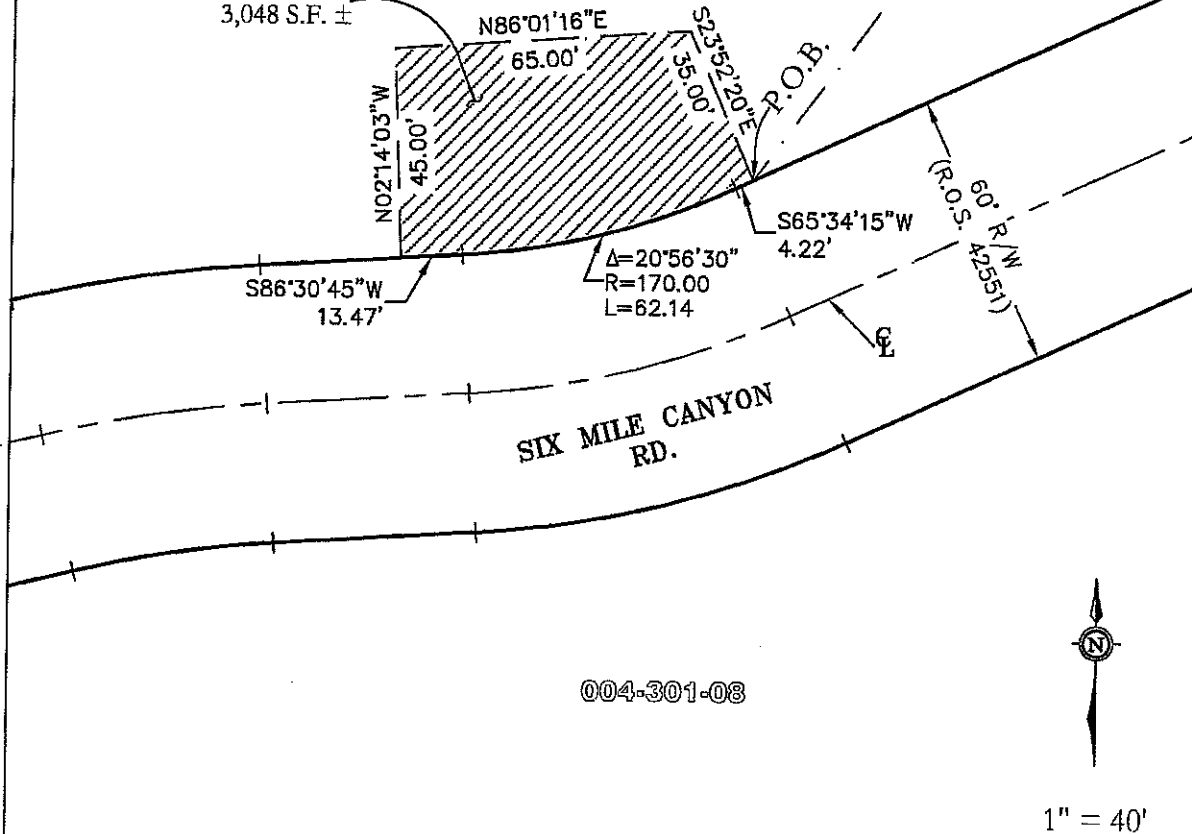 3,048 S.F. ±
N86°01'16"E
65.00'
S23°52'20"E
35.00'
P.O.B.
N02°14'03"W
45.00'
S65°34'15"W
4.22'
60' R/W
(R.O.S. 42551)
Δ=20°56'30"
R=170.00
L=62.14
S86°30'45"W
13.47'
℄
SIX MILE CANYON
RD.
004-301-08
N
1" = 40'